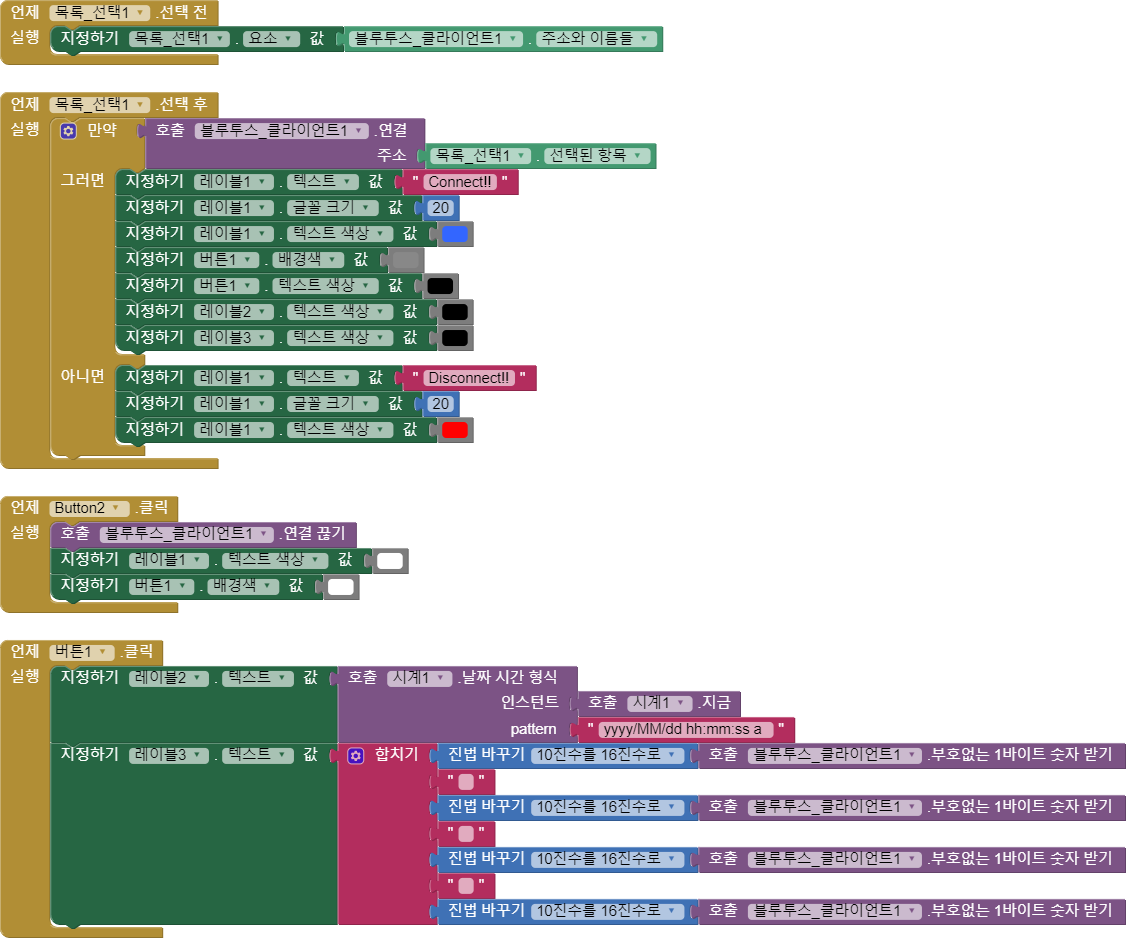 언제 목록_선택1 .선택 전
실행 지정하기 목록_선택1 . 요소 값 블루투스_클라이언트1 . 주소와 이름들
언제 목록_선택1 .선택 후
실행 만약 호출 블루투스_클라이언트1 .연결
주소 목록_선택1 . 선택된 항목
그러면 지정하기 레이블1 . 텍스트 값 " Connect!! "
지정하기 레이블1 . 글꼴 크기 값 20
지정하기 레이블1 . 텍스트 색상 값
지정하기 버튼1 . 배경색 값
지정하기 버튼1 . 텍스트 색상 값
지정하기 레이블2 . 텍스트 색상 값
지정하기 레이블3 . 텍스트 색상 값
아니면 지정하기 레이블1 . 텍스트 값 " Disconnect!! "
지정하기 레이블1 . 글꼴 크기 값 20
지정하기 레이블1 . 텍스트 색상 값
언제 Button2 .클릭
실행 호출 블루투스_클라이언트1 .연결 끊기
지정하기 레이블1 . 텍스트 색상 값
지정하기 버튼1 . 배경색 값
언제 버튼1 .클릭
실행 지정하기 레이블2 . 텍스트 값 호출 시계1 .날짜 시간 형식
인스턴트 호출 시계1 .지금
pattern " yyyy/MM/dd hh:mm:ss a "
지정하기 레이블3 . 텍스트 값 합치기 진법 바꾸기 10진수를 16진수로 호출 블루투스_클라이언트1 .부호없는 1바이트 숫자 받기
" "
진법 바꾸기 10진수를 16진수로 호출 블루투스_클라이언트1 .부호없는 1바이트 숫자 받기
" "
진법 바꾸기 10진수를 16진수로 호출 블루투스_클라이언트1 .부호없는 1바이트 숫자 받기
" "
진법 바꾸기 10진수를 16진수로 호출 블루투스_클라이언트1 .부호없는 1바이트 숫자 받기